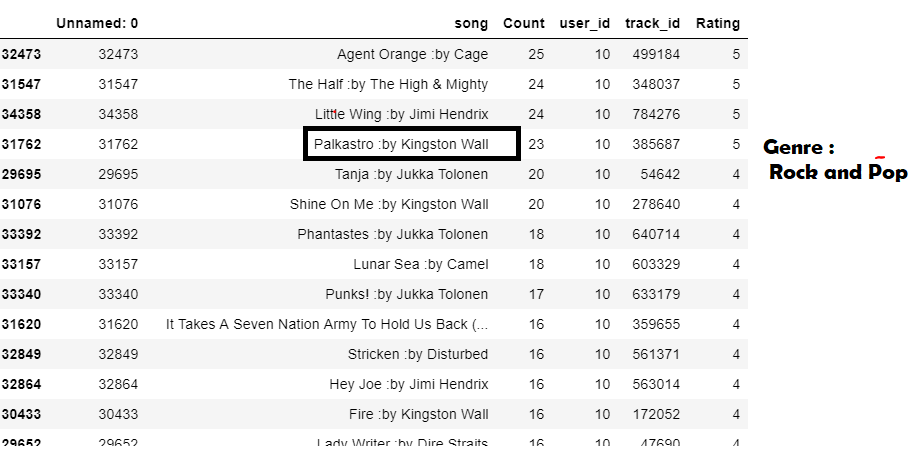 Unnamed: 0 song Count user_id track_id Rating
32473 32473 Agent Orange :by Cage 25 10 499184 5
31547 31547 The Half :by The High & Mighty 24 10 348037 5
34358 34358 Little Wing :by Jimi Hendrix 24 10 784276 5
31762 31762 Palkastro :by Kingston Wall 23 10 385687 5
Genre :
Rock and Pop
29695 29695 Tanja :by Jukka Tolonen 20 10 54642 4
31076 31076 Shine On Me :by Kingston Wall 20 10 278640 4
33392 33392 Phantastes :by Jukka Tolonen 18 10 640714 4
33157 33157 Lunar Sea :by Camel 18 10 603329 4
33340 33340 Punks! :by Jukka Tolonen 17 10 633179 4
31620 31620 It Takes A Seven Nation Army To Hold Us Back (... 16 10 359655 4
32849 32849 Stricken :by Disturbed 16 10 561371 4
32864 32864 Hey Joe :by Jimi Hendrix 16 10 563014 4
30433 30433 Fire :by Kingston Wall 16 10 172052 4
29652 29652 Lady Writer :by Dire Straits 16 10 47690 4